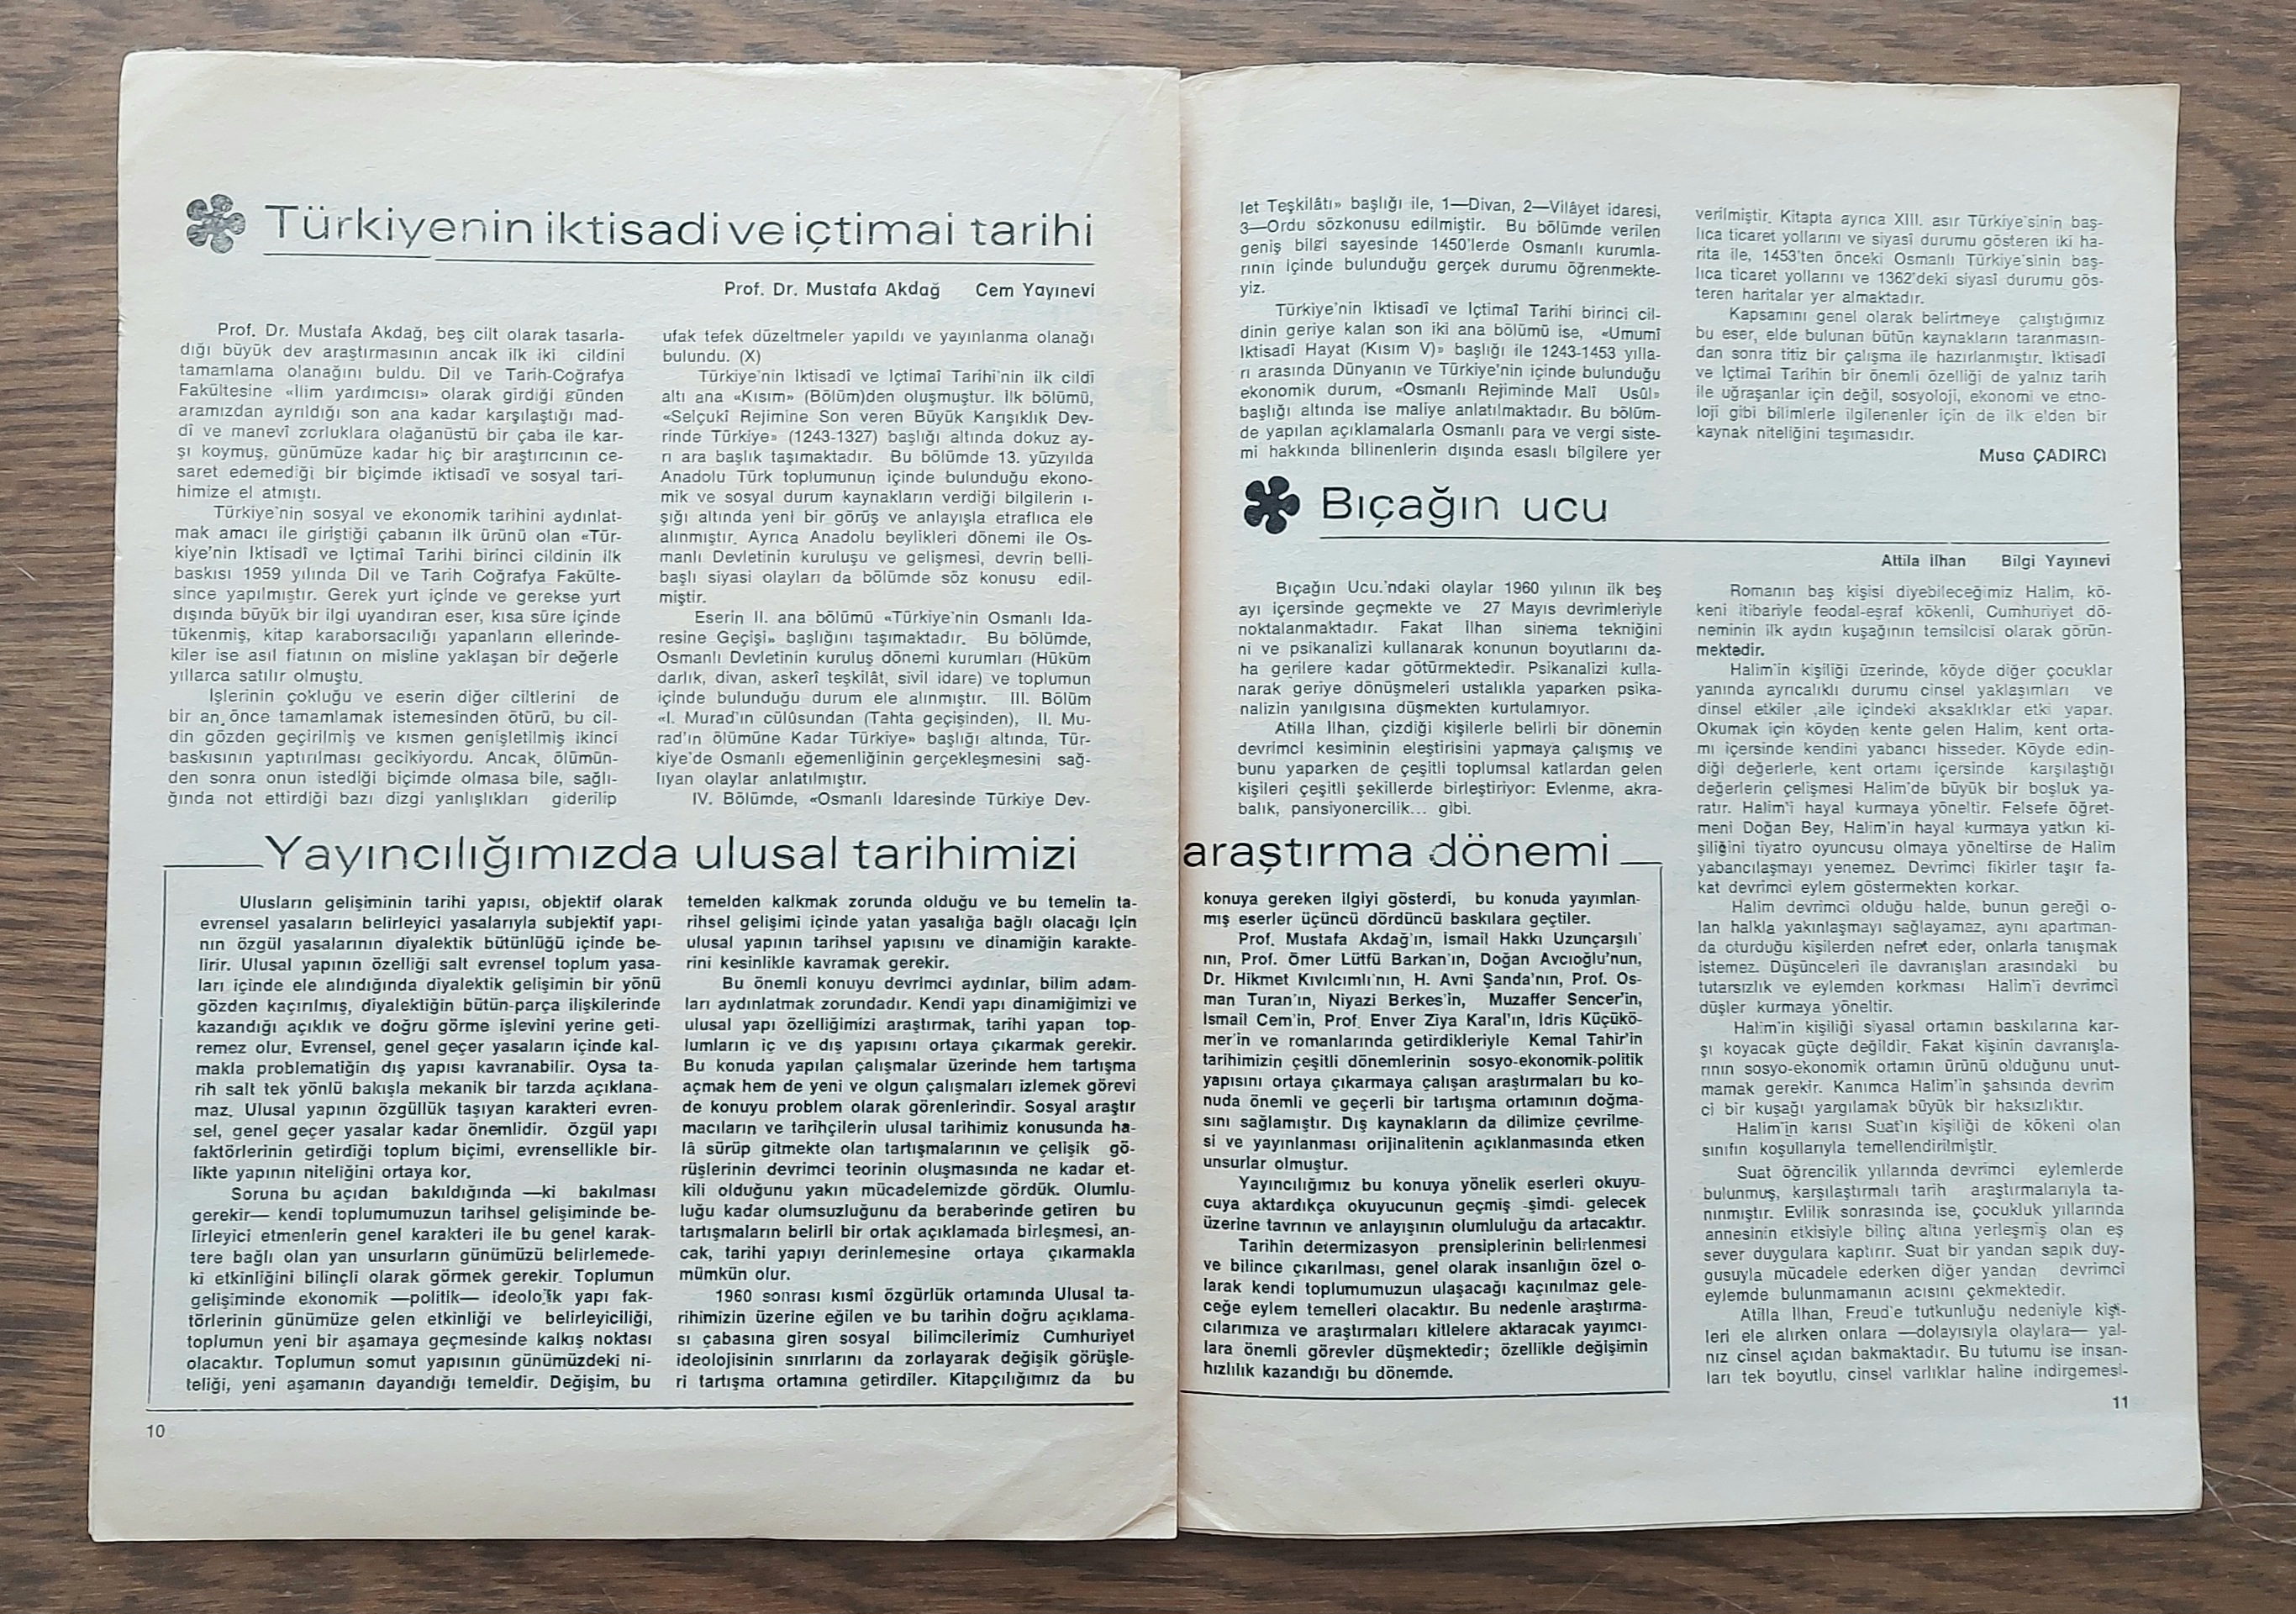 Türkiyenin iktisadi ve içtimai tarihi
Prof. Dr. Mustafa Akdağ Cem Yayınevi
Prof. Dr. Mustafa Akdağ, beş cilt olarak tasarla-
dığı büyük dev araştırmasının ancak ilk iki cildini
tamamlama olanağını buldu. Dil ve Tarih-Coğrafya
Fakültesine «ilim yardımcısı» olarak girdiği günden
aramızdan ayrıldığı son ana kadar karşılaştığı mad-
dî ve manevî zorluklara olağanüstü bir çaba ile kar-
şı koymuş, günümüze kadar hiç bir araştırıcının ce-
saret edemediği bir biçimde iktisadî ve sosyal tari-
himize el atmıştı.
Türkiye'nin sosyal ve ekonomik tarihini aydınlat-
mak amacı ile giriştiği çabanın ilk ürünü olan «Tür-
kiye'nin Iktisadî ve Içtimaî Tarihi birinci cildinin ilk
baskısı 1959 yılında Dil ve Tarih Coğrafya Fakülte-
since yapılmıştır. Gerek yurt içinde ve gerekse yurt
dışında büyük bir ilgi uyandıran eser, kısa süre içinde
tükenmiş, kitap karaborsacılığı yapanların ellerinde-
kiler ise asıl fiatının on misline yaklaşan bir değerle
yıllarca satılır olmuştu.
Işlerinin çokluğu ve eserin diğer ciltlerini de
bir an önce tamamlamak istemesinden ötürü, bu cil-
din gözden geçirilmiş ve kısmen genişletilmiş ikinci
baskısının yaptırılması gecikiyordu. Ancak, ölümün-
den sonra onun istediği biçimde olmasa bile, sağlı-
ğında not ettirdiği bazı dizgi yanlışlıkları giderilip
ufak tefek düzeltmeler yapıldı ve yayınlanma olanağı
bulundu. (X)
Türkiye'nin Iktisadî ve Içtimaî Tarihi'nin ilk cildi
altı ana «Kısım» (Bölüm)den oluşmuştur. İlk bölümü,
«Selçukî Rejimine Son veren Büyük Karışıklık Dev-
rinde Türkiye» (1243-1327) başlığı altında dokuz ay-
rı ara başlık taşımaktadır. Bu bölümde 13. yüzyılda
Anadolu Türk toplumunun içinde bulunduğu ekono-
mik ve sosyal durum kaynakların verdiği bilgilerin ı-
şığı altında yeni bir görüş ve anlayışla etraflıca ele
alınmıştır. Ayrıca Anadolu beylikleri dönemi ile Os-
manlı Devletinin kuruluşu ve gelişmesi, devrin belli-
başlı siyasi olayları da bölümde söz konusu edil-
miştir.
Eserin II. ana bölümü «Türkiye'nin Osmanlı Ida-
resine Geçişi» başlığını taşımaktadır. Bu bölümde,
Osmanlı Devletinin kuruluş dönemi kurumları (Hüküm
darlık, divan, askerî teşkilât, sivil idare) ve toplumun
içinde bulunduğu durum ele alınmıştır. III. Bölüm
«I. Murad'ın cülûsundan (Tahta geçişinden), II. Mu-
rad'ın ölümüne Kadar Türkiye» başlığı altında, Tür-
kiye'de Osmanlı eğemenliğinin gerçekleşmesini sağ-
lıyan olaylar anlatılmıştır.
IV. Bölümde, «Osmanlı Idaresinde Türkiye Dev-
let Teşkilâtı» başlığı ile, 1—Divan, 2—Vilâyet idaresi,
3—Ordu sözkonusu edilmiştir. Bu bölümde verilen
geniş bilgi sayesinde 1450'lerde Osmanlı kurumla-
rının içinde bulunduğu gerçek durumu öğrenmekte-
yiz.
Türkiye'nin Iktisadî ve Içtimaî Tarihi birinci cil-
dinin geriye kalan son iki ana bölümü ise, «Umumî
Iktisadî Hayat (Kısım V)» başlığı ile 1243-1453 yılla-
rı arasında Dünyanın ve Türkiye'nin içinde bulunduğu
ekonomik durum, «Osmanlı Rejiminde Malî Usûl»
başlığı altında ise maliye anlatılmaktadır. Bu bölüm-
de yapılan açıklamalarla Osmanlı para ve vergi siste-
mi hakkında bilinenlerin dışında esaslı bilgilere yer
verilmiştir. Kitapta ayrıca XIII. asır Türkiye'sinin baş-
lıca ticaret yollarını ve siyasî durumu gösteren iki ha-
rita ile, 1453'ten önceki Osmanlı Türkiye'sinin baş-
lıca ticaret yollarını ve 1362'deki siyasî durumu gös-
teren haritalar yer almaktadır.
Kapsamını genel olarak belirtmeye çalıştığımız
bu eser, elde bulunan bütün kaynakların taranmasın-
dan sonra titiz bir çalışma ile hazırlanmıştır. Iktisadî
ve Içtimaî Tarihin bir önemli özelliği de yalnız tarih
ile uğraşanlar için değil, sosyoloji, ekonomi ve etno-
loji gibi bilimlerle ilgilenenler için de ilk elden bir
kaynak niteliğini taşımasıdır.
Musa ÇADIRCI
Bıçağın ucu
Attila ilhan Bilgi Yayınevi
Bıçağın Ucu.'ndaki olaylar 1960 yılının ilk beş
ayı içersinde geçmekte ve 27 Mayıs devrimleriyle
noktalanmaktadır. Fakat Ilhan sinema tekniğini
ni ve psikanalizi kullanarak konunun boyutlarını da-
ha gerilere kadar götürmektedir. Psikanalizi kulla-
narak geriye dönüşmeleri ustalıkla yaparken psika-
nalizin yanılgısına düşmekten kurtulamıyor.
Atilla Ilhan, çizdiği kişilerle belirli bir dönemin
devrimci kesiminin eleştirisini yapmaya çalışmış ve
bunu yaparken de çeşitli toplumsal katlardan gelen
kişileri çeşitli şekillerde birleştiriyor: Evlenme, akra-
balık, pansiyonercilik... gibi.
Romanın baş kişisi diyebileceğimiz Halim, kö-
keni itibariyle feodal-eşraf kökenli, Cumhuriyet dö-
neminin ilk aydın kuşağının temsilcisi olarak görün-
mektedir.
Halim'in kişiliği üzerinde, köyde diğer çocuklar
yanında ayrıcalıklı durumu cinsel yaklaşımları ve
dinsel etkiler ,aile içindeki aksaklıklar etki yapar.
Okumak için köyden kente gelen Halim, kent orta-
mı içersinde kendini yabancı hisseder. Köyde edin-
diği değerlerle, kent ortamı içersinde karşılaştığı
değerlerin çelişmesi Halim'de büyük bir boşluk ya-
ratır. Halim'i hayal kurmaya yöneltir. Felsefe öğret-
meni Doğan Bey, Halim'in hayal kurmaya yatkın ki-
şiliğini tiyatro oyuncusu olmaya yöneltirse de Halim
yabancılaşmayı yenemez. Devrimci fikirler taşır fa-
kat devrimci eylem göstermekten korkar.
Halim devrimci olduğu halde, bunun gereği o-
lan halkla yakınlaşmayı sağlayamaz, aynı apartman-
da oturduğu kişilerden nefret eder, onlarla tanışmak
istemez. Düşünceleri ile davranışları arasındaki bu
tutarsızlık ve eylemden korkması Halim'i devrimci
düşler kurmaya yöneltir.
Halim'in kişiliği siyasal ortamın baskılarına kar-
şı koyacak güçte değildir. Fakat kişinin davranışla-
rının sosyo-ekonomik ortamın ürünü olduğunu unut-
mamak gerekir. Kanımca Halim'in şahsında devrim
ci bir kuşağı yargılamak büyük bir haksızlıktır.
Halim'in karısı Suat'ın kişiliği de kökeni olan
sınıfın koşullarıyla temellendirilmiştir.
Suat öğrencilik yıllarında devrimci eylemlerde
bulunmuş, karşılaştırmalı tarih araştırmalarıyla ta-
nınmıştır. Evlilik sonrasında ise, çocukluk yıllarında
annesinin etkisiyle bilinç altına yerleşmiş olan eş
sever duygulara kaptırır. Suat bir yandan sapık duy-
gusuyla mücadele ederken diğer yandan devrimci
eylemde bulunmamanın acısını çekmektedir.
Atilla Ilhan, Freud'e tutkunluğu nedeniyle kişi-
leri ele alırken onlara —dolayısıyla olaylara— yal-
nız cinsel açıdan bakmaktadır. Bu tutumu ise insan-
ları tek boyutlu, cinsel varlıklar haline indirgemesi-
Yayıncılığımızda ulusal tarihimizi araştırma dönemi
Ulusların gelişiminin tarihi yapısı, objektif olarak
evrensel yasaların belirleyici yasalarıyla subjektif yapı-
nın özgül yasalarının diyalektik bütünlüğü içinde be-
lirir. Ulusal yapının özelliği salt evrensel toplum yasa-
ları içinde ele alındığında diyalektik gelişimin bir yönü
gözden kaçırılmış, diyalektiğin bütün-parça ilişkilerinde
kazandığı açıklık ve doğru görme işlevini yerine geti-
remez olur. Evrensel, genel geçer yasaların içinde kal-
makla problematiğin dış yapısı kavranabilir. Oysa ta-
rih salt tek yönlü bakışla mekanik bir tarzda açıklana-
maz. Ulusal yapının özgüllük taşıyan karakteri evren-
sel, genel geçer yasalar kadar önemlidir. Özgül yapı
faktörlerinin getirdiği toplum biçimi, evrensellikle bir-
likte yapının niteliğini ortaya kor.
Soruna bu açıdan bakıldığında —ki bakılması
gerekir— kendi toplumumuzun tarihsel gelişiminde be-
lirleyici etmenlerin genel karakteri ile bu genel karak-
tere bağlı olan yan unsurların günümüzü belirlemede-
ki etkinliğini bilinçli olarak görmek gerekir. Toplumun
gelişiminde ekonomik —politik— ideolojik yapı fak-
törlerinin günümüze gelen etkinliği ve belirleyiciliği,
toplumun yeni bir aşamaya geçmesinde kalkış noktası
olacaktır. Toplumun somut yapısının günümüzdeki ni-
teliği, yeni aşamanın dayandığı temeldir. Değişim, bu
temelden kalkmak zorunda olduğu ve bu temelin ta-
rihsel gelişimi içinde yatan yasalığa bağlı olacağı için
ulusal yapının tarihsel yapısını ve dinamiğin karakte-
rini kesinlikle kavramak gerekir.
Bu önemli konuyu devrimci aydınlar, bilim adam-
ları aydınlatmak zorundadır. Kendi yapı dinamiğimizi ve
ulusal yapı özelliğimizi araştırmak, tarihi yapan top-
lumların iç ve dış yapısını ortaya çıkarmak gerekir.
Bu konuda yapılan çalışmalar üzerinde hem tartışma
açmak hem de yeni ve olgun çalışmaları izlemek görevi
de konuyu problem olarak görenlerindir. Sosyal araştır
macıların ve tarihçilerin ulusal tarihimiz konusunda ha-
lâ sürüp gitmekte olan tartışmalarının ve çelişik gö-
rüşlerinin devrimci teorinin oluşmasında ne kadar et-
kili olduğunu yakın mücadelemizde gördük. Olumlu-
luğu kadar olumsuzluğunu da beraberinde getiren bu
tartışmaların belirli bir ortak açıklamada birleşmesi, an-
cak, tarihi yapıyı derinlemesine ortaya çıkarmakla
mümkün olur.
1960 sonrası kısmî özgürlük ortamında Ulusal ta-
rihimizin üzerine eğilen ve bu tarihin doğru açıklama-
sı çabasına giren sosyal bilimcilerimiz Cumhuriyet
ideolojisinin sınırlarını da zorlayarak değişik görüşle-
ri tartışma ortamına getirdiler. Kitapçılığımız da bu
konuya gereken ilgiyi gösterdi, bu konuda yayımlan-
mış eserler üçüncü dördüncü baskılara geçtiler.
Prof. Mustafa Akdağ'ın, İsmail Hakkı Uzunçarşılı'
nın, Prof. Ömer Lütfü Barkan'ın, Doğan Avcıoğlu'nun,
Dr. Hikmet Kıvılcımlı'nın, H. Avni Şanda'nın, Prof. Os-
man Turan'ın, Niyazi Berkes'in, Muzaffer Sencer'in,
İsmail Cem'in, Prof. Enver Ziya Karal'ın, Idris Küçükö-
mer'in ve romanlarında getirdikleriyle Kemal Tahir'in
tarihimizin çeşitli dönemlerinin sosyo-ekonomik-politik
yapısını ortaya çıkarmaya çalışan araştırmaları bu ko-
nuda önemli ve geçerli bir tartışma ortamının doğma-
sını sağlamıştır. Dış kaynakların da dilimize çevrilme-
si ve yayınlanması orijinalitenin açıklanmasında etken
unsurlar olmuştur.
Yayıncılığımız bu konuya yönelik eserleri okuyu-
cuya aktardıkça okuyucunun geçmiş -şimdi- gelecek
üzerine tavrının ve anlayışının olumluluğu da artacaktır.
Tarihin determizasyon prensiplerinin belirlenmesi
ve bilince çıkarılması, genel olarak insanlığın özel o-
larak kendi toplumumuzun ulaşacağı kaçınılmaz gele-
ceğe eylem temelleri olacaktır. Bu nedenle araştırma-
cılarımıza ve araştırmaları kitlelere aktaracak yayımcı-
lara önemli görevler düşmektedir; özellikle değişimin
hızlılık kazandığı bu dönemde.
10
11